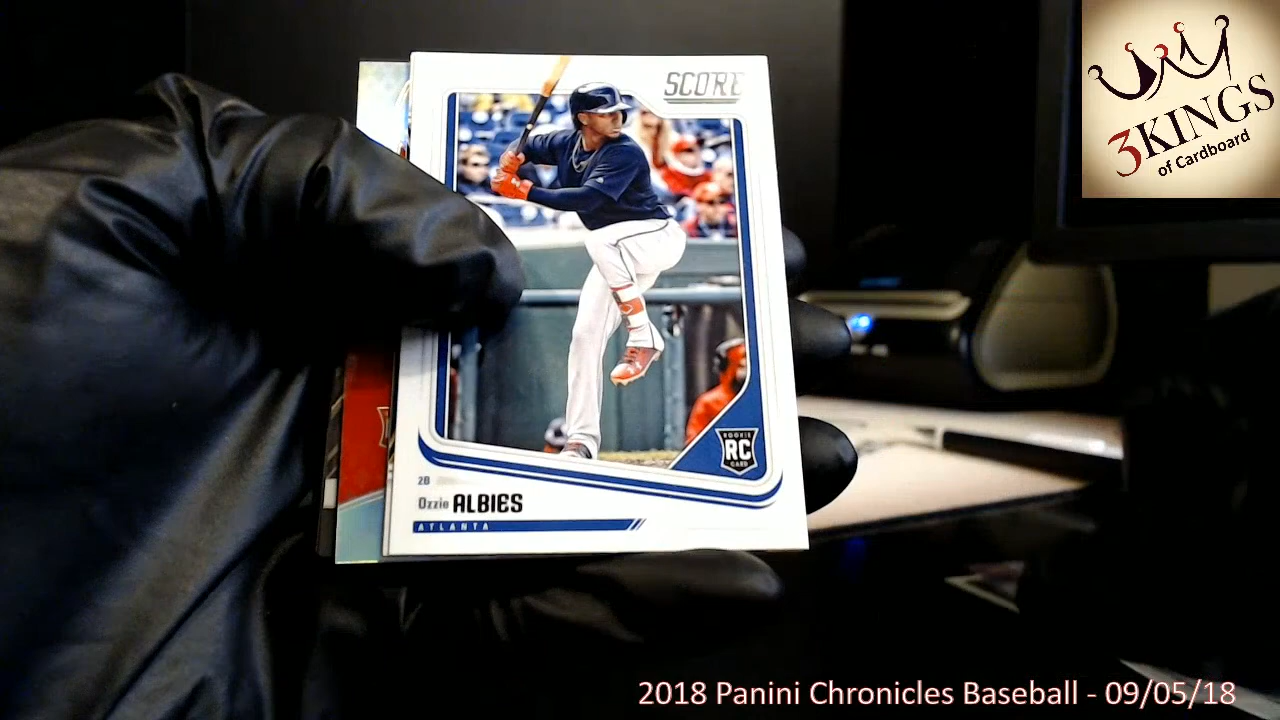 SCORE
3KINGS
of Cardboard
ROOKIE
RC
CARD
2B
Ozzie ALBIES
ATLANTA
2018 Panini Chronicles Baseball - 09/05/18